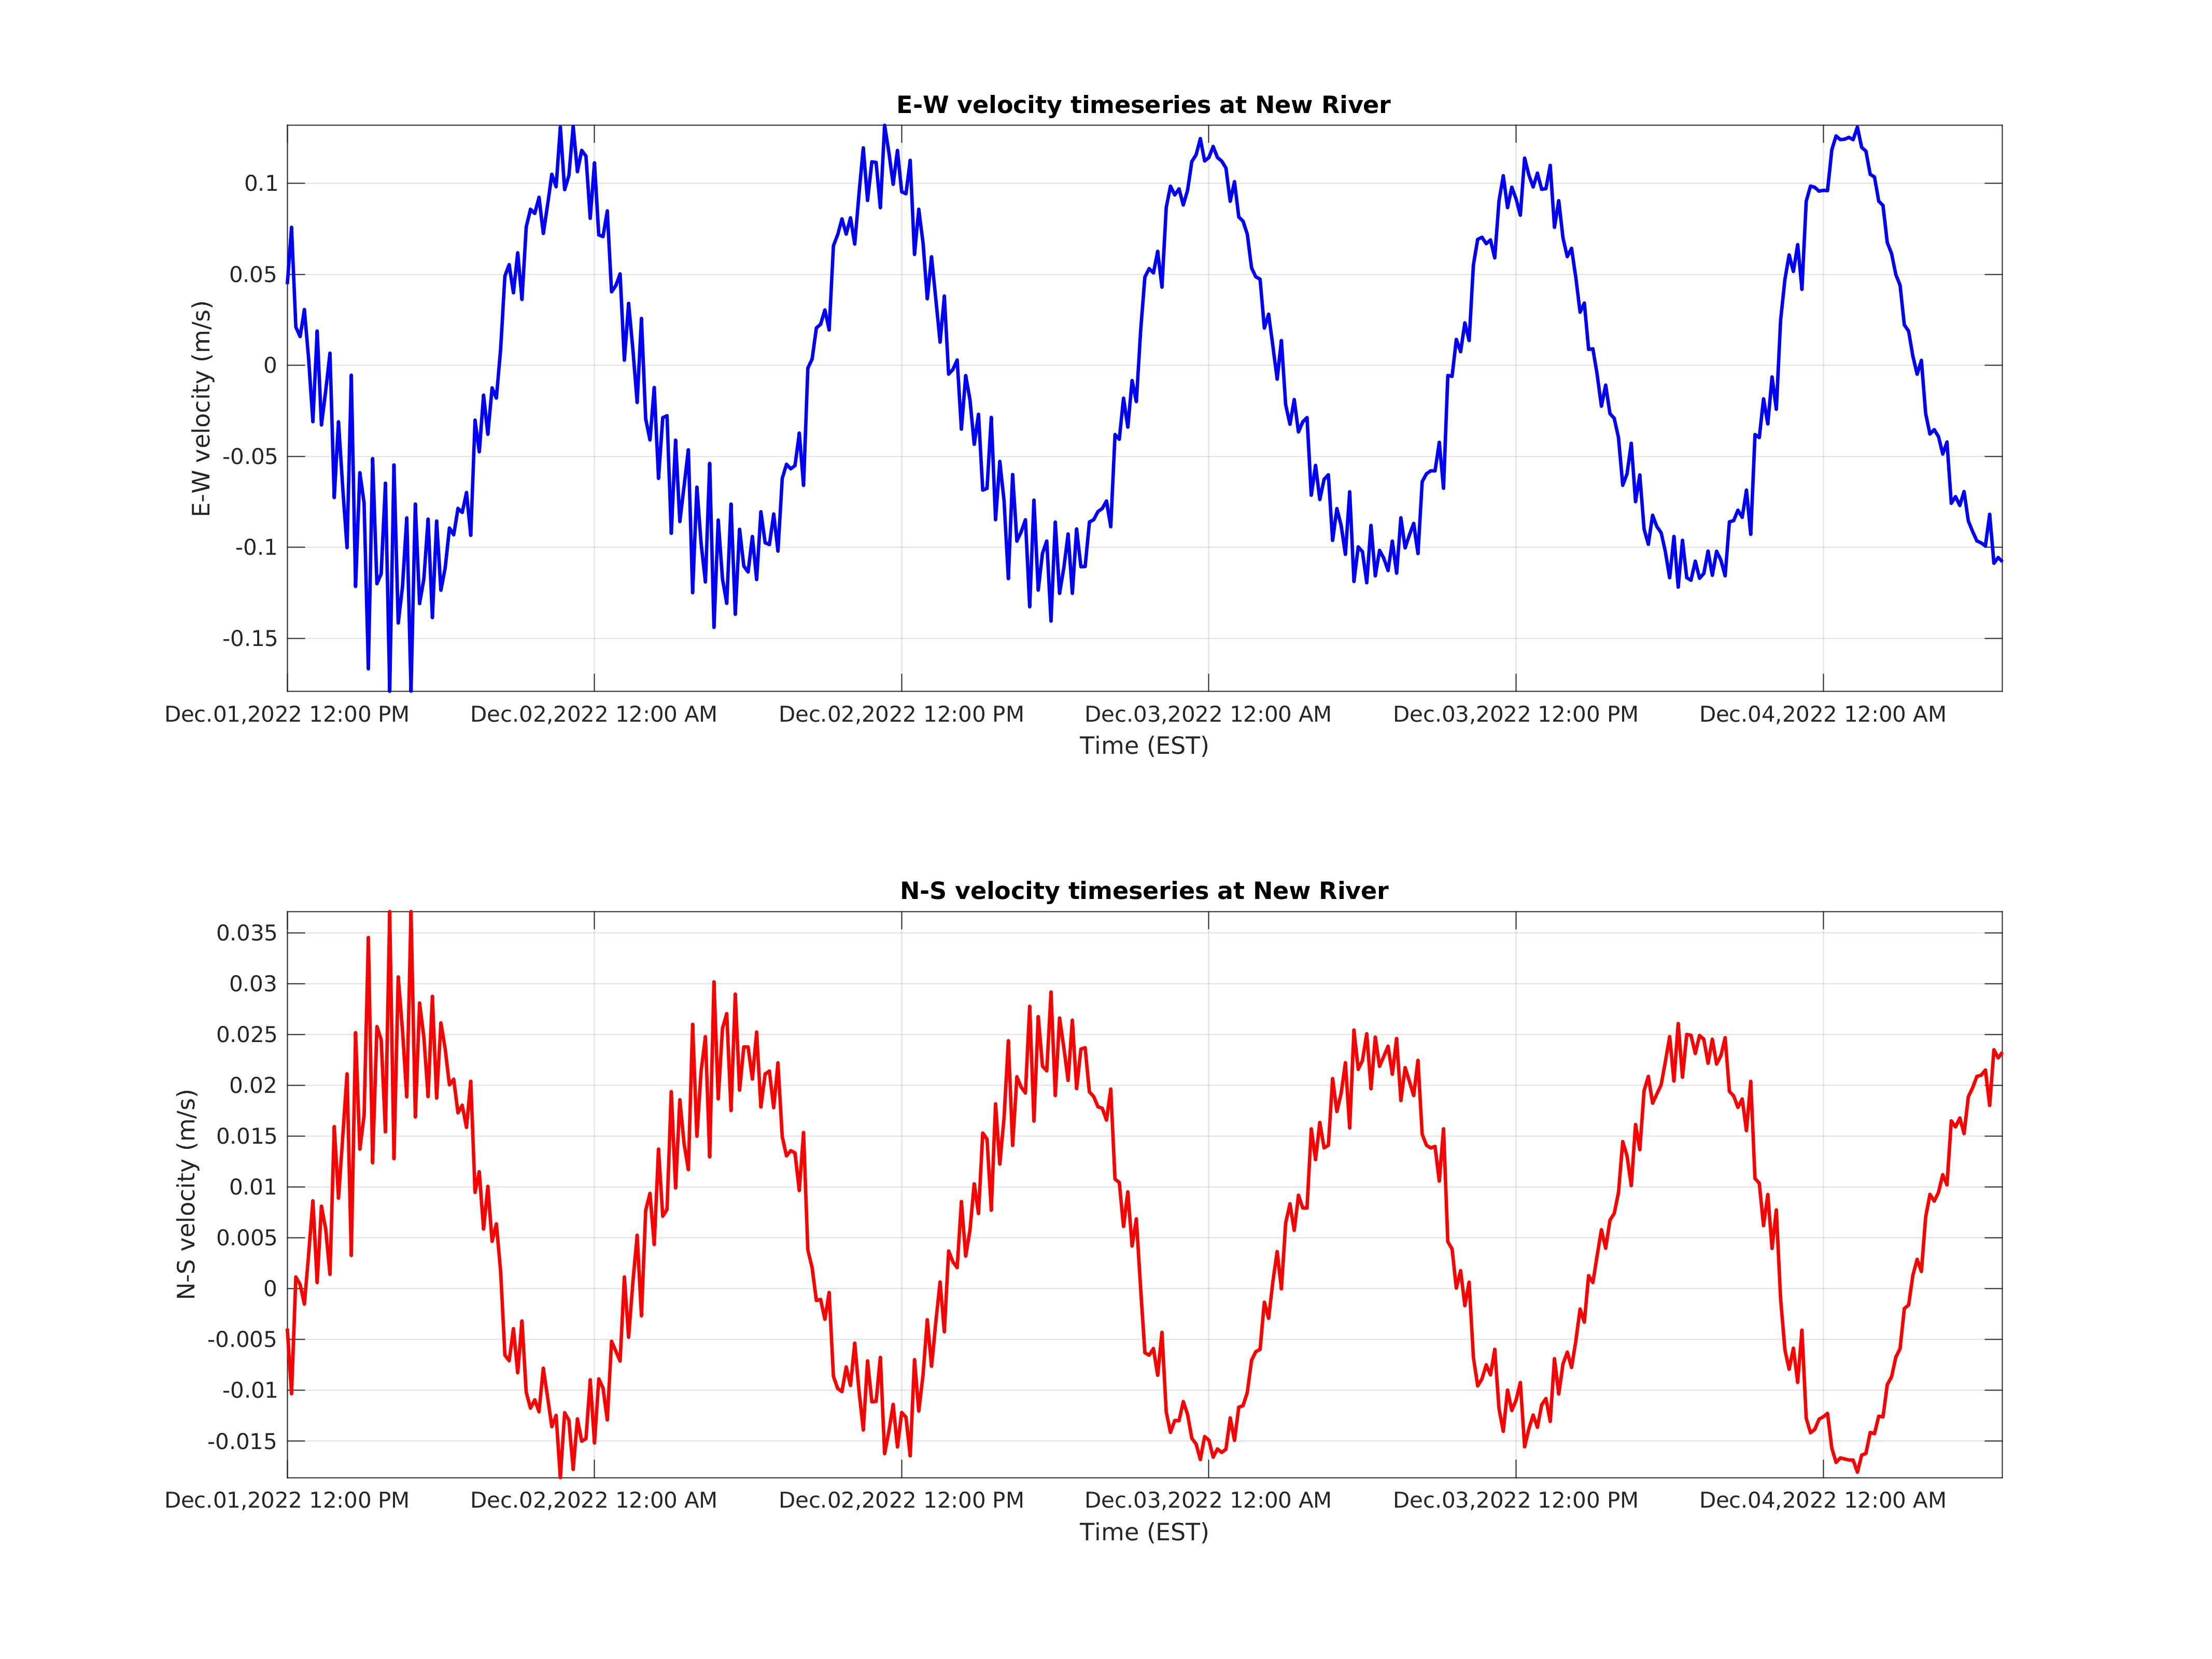 E-W velocity timeseries at New River
E-W velocity (m/s)
0.1
0.05
0
-0.05
-0.1
-0.15
Dec.01,2022 12:00 PM Dec.02,2022 12:00 AM Dec.02,2022 12:00 PM Dec.03,2022 12:00 AM Dec.03,2022 12:00 PM Dec.04,2022 12:00 AM
Time (EST)
N-S velocity timeseries at New River
N-S velocity (m/s)
0.035
0.03
0.025
0.02
0.015
0.01
0.005
0
-0.005
-0.01
-0.015
Dec.01,2022 12:00 PM Dec.02,2022 12:00 AM Dec.02,2022 12:00 PM Dec.03,2022 12:00 AM Dec.03,2022 12:00 PM Dec.04,2022 12:00 AM
Time (EST)